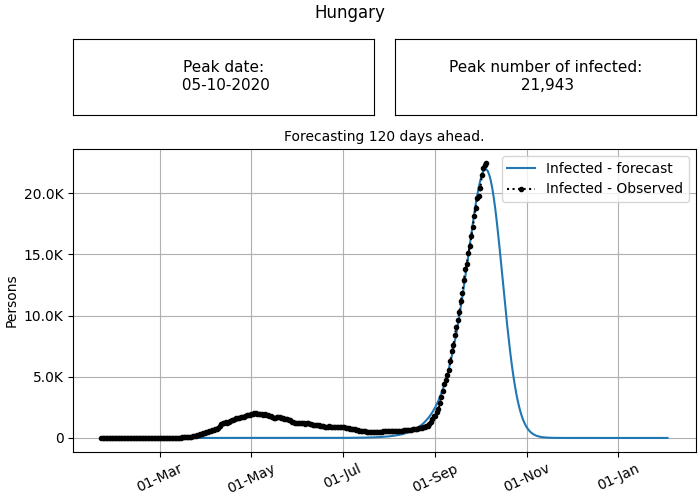 Hungary
Peak date:
05-10-2020
Peak number of infected:
21,943
Forecasting 120 days ahead.
Infected - forecast
Infected - Observed
Persons
20.0K
15.0K
10.0K
5.0K
0
01-Mar
01-May
01-Jul
01-Sep
01-Nov
01-Jan